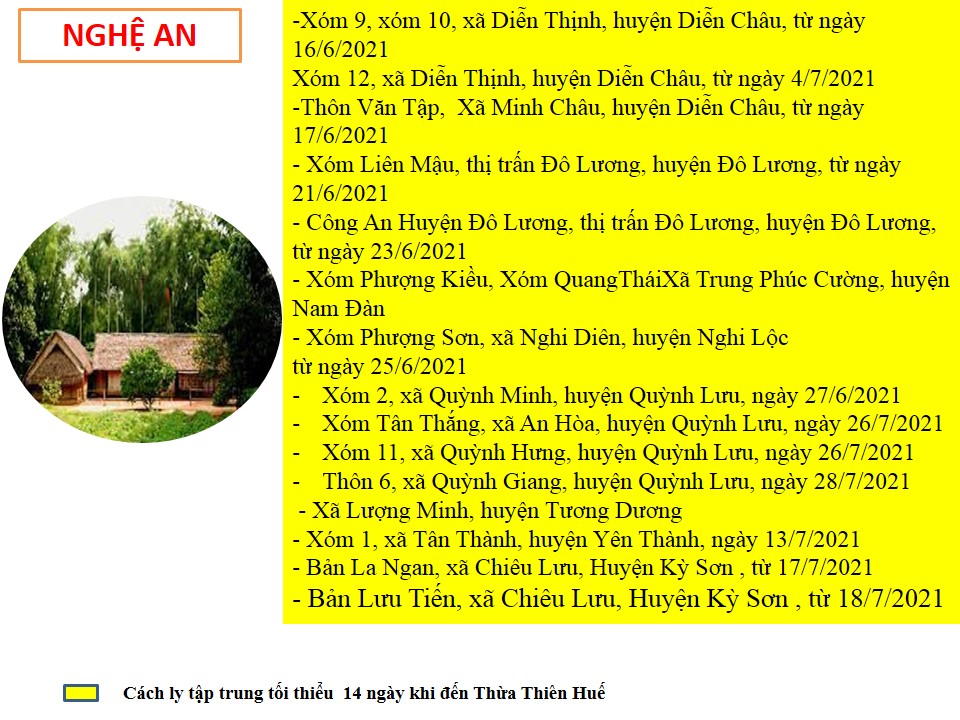 NGHỆ AN
-Xóm 9, xóm 10, xã Diễn Thịnh, huyện Diễn Châu, từ ngày
16/6/2021
Xóm 12, xã Diễn Thịnh, huyện Diễn Châu, từ ngày 4/7/2021
-Thôn Văn Tập,  Xã Minh Châu, huyện Diễn Châu, từ ngày
17/6/2021
- Xóm Liên Mậu, thị trấn Đô Lương, huyện Đô Lương, từ ngày
21/6/2021
- Công An Huyện Đô Lương, thị trấn Đô Lương, huyện Đô Lương,
từ ngày 23/6/2021
- Xóm Phượng Kiều, Xóm QuangTháiXã Trung Phúc Cường, huyện
Nam Đàn
- Xóm Phượng Sơn, xã Nghi Diên, huyện Nghi Lộc
từ ngày 25/6/2021
- Xóm 2, xã Quỳnh Minh, huyện Quỳnh Lưu, ngày 27/6/2021
- Xóm Tân Thắng, xã An Hòa, huyện Quỳnh Lưu, ngày 26/7/2021
- Xóm 11, xã Quỳnh Hưng, huyện Quỳnh Lưu, ngày 26/7/2021
- Thôn 6, xã Quỳnh Giang, huyện Quỳnh Lưu, ngày 28/7/2021
- Xã Lượng Minh, huyện Tương Dương
- Xóm 1, xã Tân Thành, huyện Yên Thành, ngày 13/7/2021
- Bản La Ngan, xã Chiêu Lưu, Huyện Kỳ Sơn , từ 17/7/2021
- Bản Lưu Tiến, xã Chiêu Lưu, Huyện Kỳ Sơn , từ 18/7/2021
Cách ly tập trung tối thiểu  14 ngày khi đến Thừa Thiên Huế